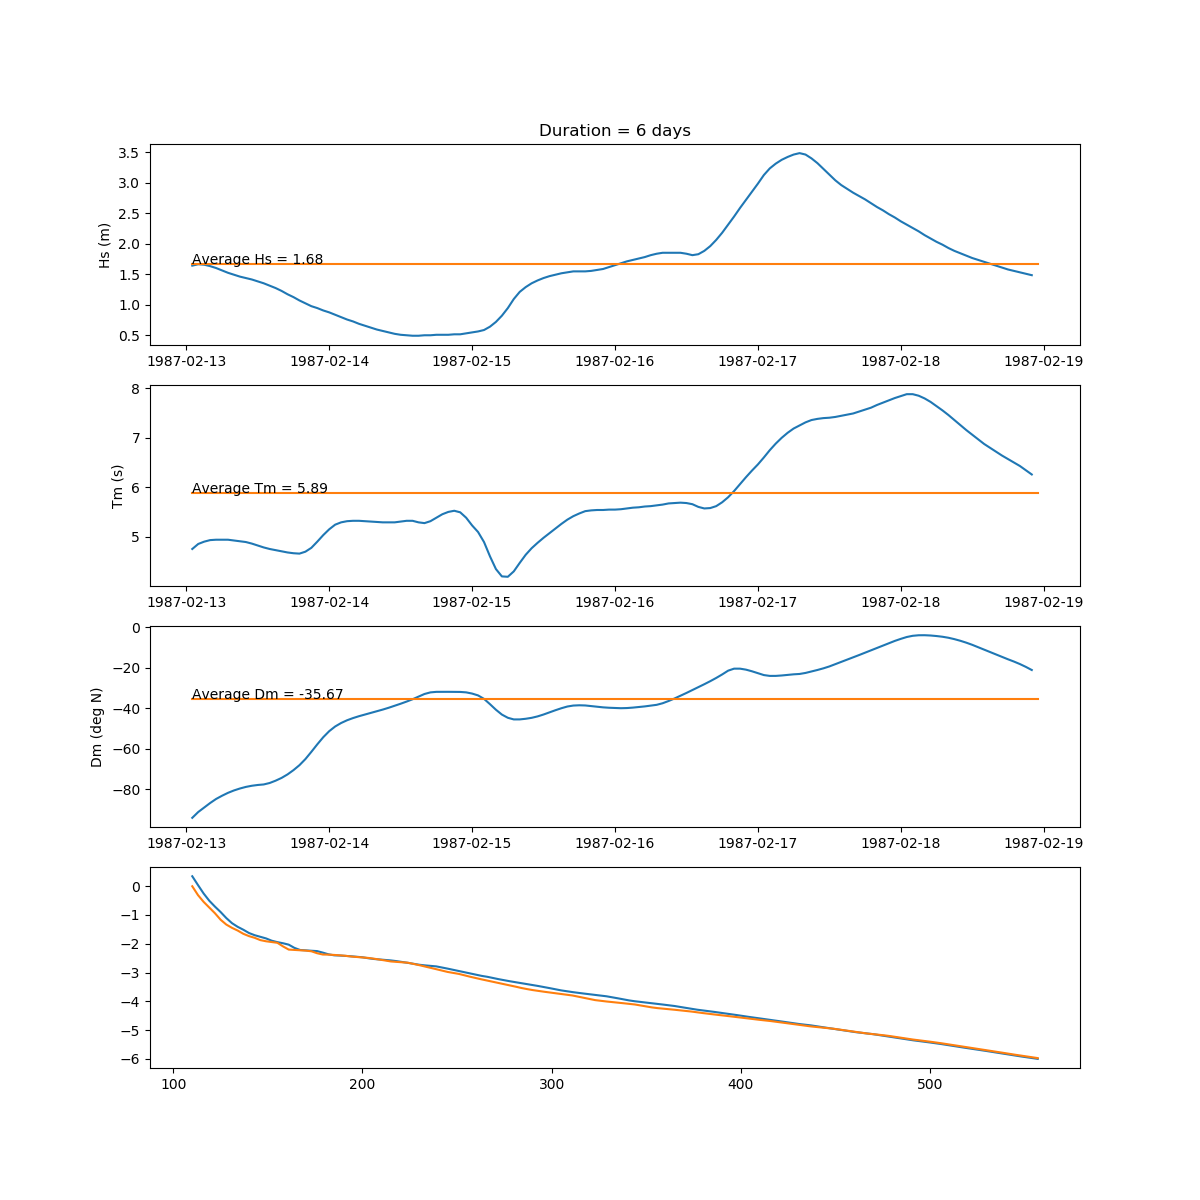 Duration = 6 days
3.5
3.0
2.5
2.0
1.5
1.0
0.5
Hs (m)
Average Hs = 1.68
1987-02-13 1987-02-14 1987-02-15 1987-02-16 1987-02-17 1987-02-18 1987-02-19
8
7
6
5
Tm (s)
Average Tm = 5.89
1987-02-13 1987-02-14 1987-02-15 1987-02-16 1987-02-17 1987-02-18 1987-02-19
0
−20
−40
−60
−80
Dm (deg N)
Average Dm = -35.67
1987-02-13 1987-02-14 1987-02-15 1987-02-16 1987-02-17 1987-02-18 1987-02-19
0
−1
−2
−3
−4
−5
−6
100 200 300 400 500